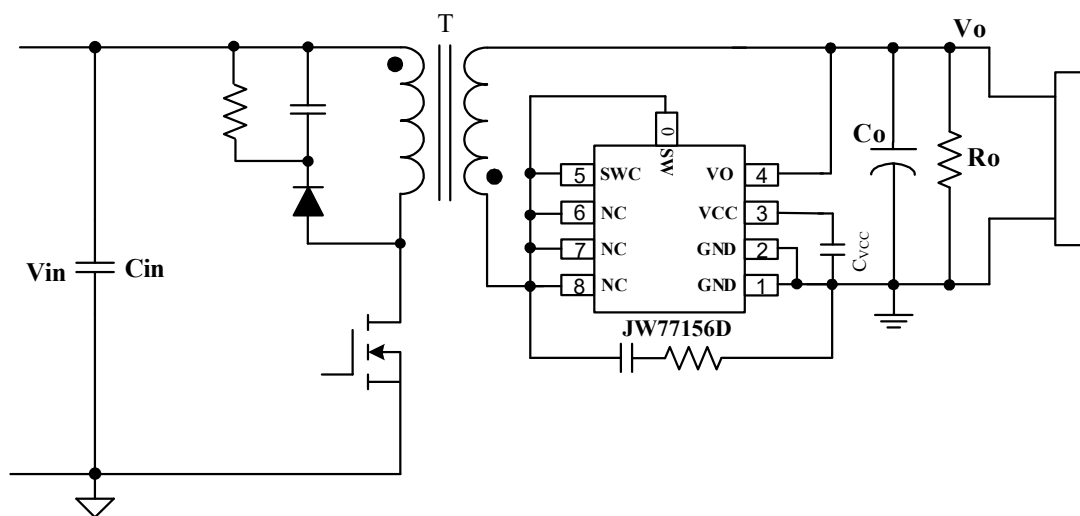 T
Vo
0
SW
5 SWC VO 4
6 NC VCC 3
7 NC GND 2
8 NC GND 1
CVCC
Co
Ro
Vin
Cin
JW77156D